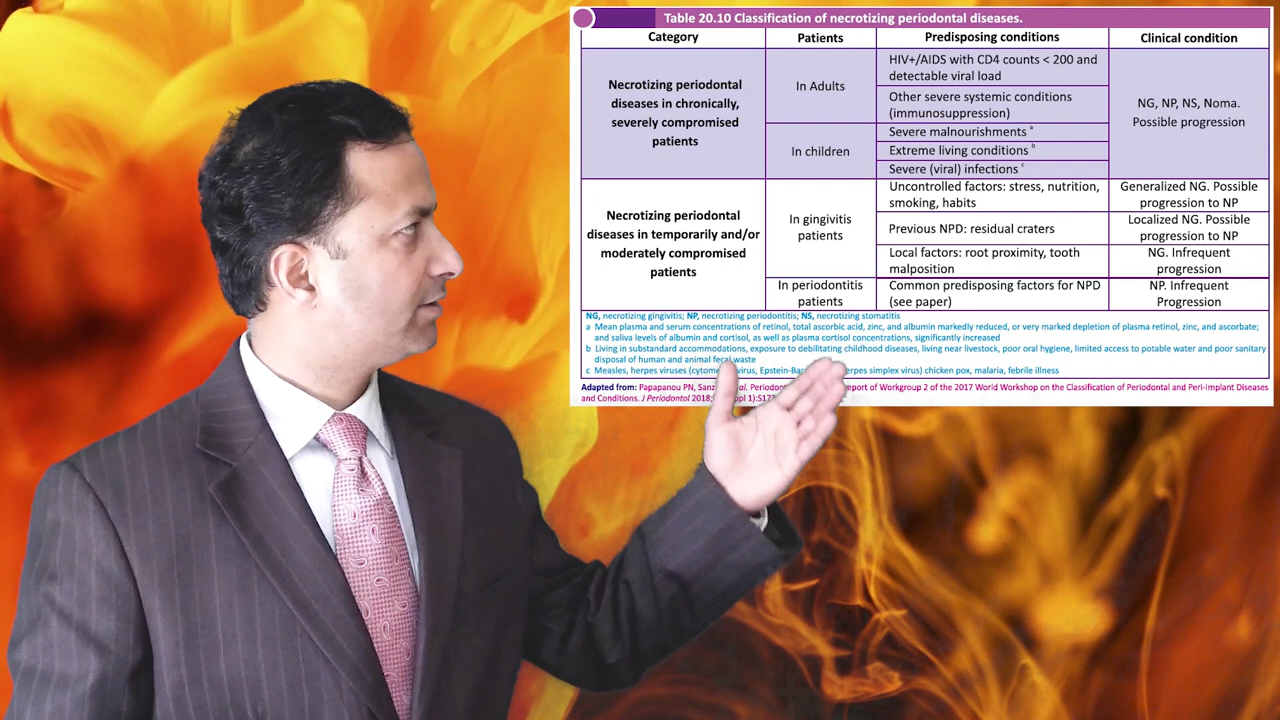 Table 20.10 Classification of necrotizing periodontal diseases.
Category
Patients
Predisposing conditions
Clinical condition
Necrotizing periodontal
diseases in chronically,
severely compromised
patients
In Adults
HIV+/AIDS with CD4 counts < 200 and
detectable viral load
Other severe systemic conditions
(immunosuppression)
In children
Severe malnourishments a
Extreme living conditions b
Severe (viral) infections c
NG, NP, NS, Noma.
Possible progression
Necrotizing periodontal
diseases in temporarily and/or
moderately compromised
patients
In gingivitis
patients
Uncontrolled factors: stress, nutrition,
smoking, habits
Generalized NG. Possible
progression to NP
Previous NPD: residual craters
Localized NG. Possible
progression to NP
Local factors: root proximity, tooth
malposition
NG. Infrequent
progression
In periodontitis
patients
Common predisposing factors for NPD
(see paper)
NP. Infrequent
Progression
NG, necrotizing gingivitis; NP, necrotizing periodontitis; NS, necrotizing stomatitis
a Mean plasma and serum concentrations of retinol, total ascorbic acid, zinc, and albumin markedly reduced, or very marked depletion of plasma retinol, zinc, and ascorbate;
and saliva levels of albumin and cortisol, as well as plasma cortisol concentrations, significantly increased
b Living in substandard accommodations, exposure to debilitating childhood diseases, living near livestock, poor oral hygiene, limited access to potable water and poor sanitary
disposal of human and animal fecal waste
c Measles, herpes viruses virus, simplex virus) chicken pox, malaria, febrile illness
Adapted from: Papapanou PN, al. report of Workgroup 2 of the 2017 World Workshop on the Classification of Periodontal and Peri-Implant Diseases
and Conditions. J Periodontol 2018;